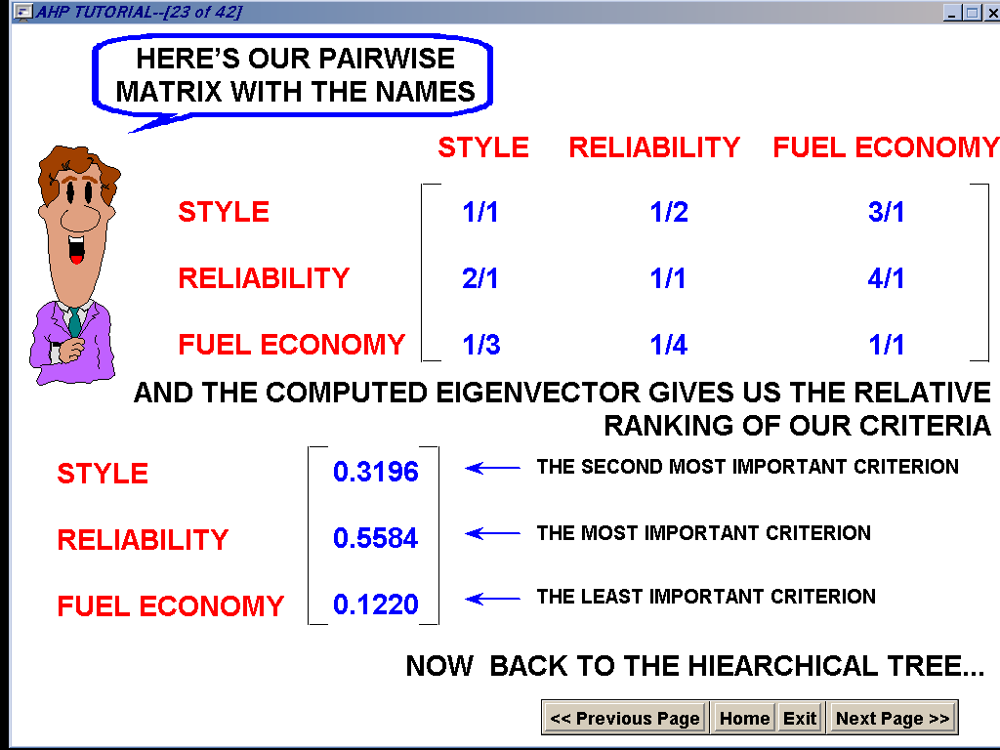 AHP TUTORIAL--[23 of 42]
HERE'S OUR PAIRWISE
MATRIX WITH THE NAMES
STYLE RELIABILITY FUEL ECONOMY
STYLE 1/1 1/2 3/1
RELIABILITY 2/1 1/1 4/1
FUEL ECONOMY 1/3 1/4 1/1
AND THE COMPUTED EIGENVECTOR GIVES US THE RELATIVE
RANKING OF OUR CRITERIA
STYLE 0.3196 THE SECOND MOST IMPORTANT CRITERION
RELIABILITY 0.5584 THE MOST IMPORTANT CRITERION
FUEL ECONOMY 0.1220 THE LEAST IMPORTANT CRITERION
NOW BACK TO THE HIEARCHICAL TREE...
<< Previous Page Home Exit Next Page >>